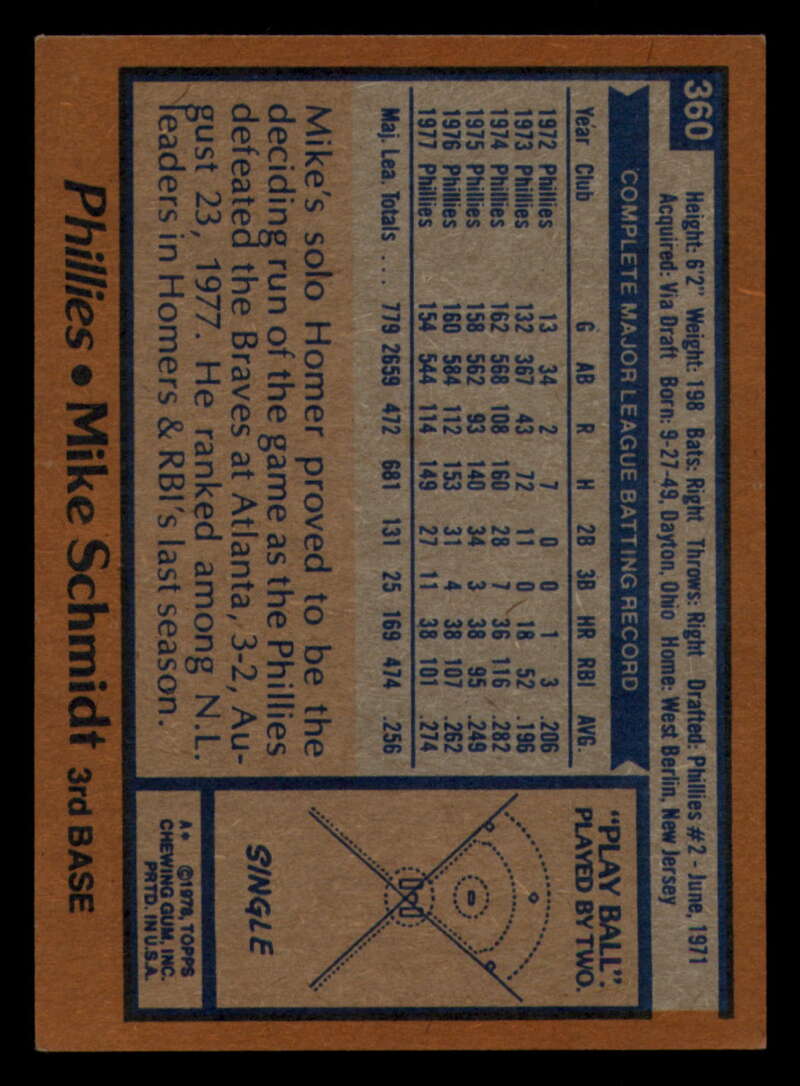 360
Height: 6'2" Weight: 198 Bats: Right Throws: Right Drafted: Phillies #2 - June, 1971
Acquired: Via Draft Born: 9-27-49, Dayton, Ohio Home: West Berlin, New Jersey
COMPLETE MAJOR LEAGUE BATTING RECORD
Year Club G AB R H 2B 3B HR RBI AVG.
1972 Phillies 13 34 2 7 0 0 1 3 .206
1973 Phillies 132 367 43 72 11 0 18 52 .196
1974 Phillies 162 568 108 160 28 7 36 116 .282
1975 Phillies 158 562 93 140 34 3 38 95 .249
1976 Phillies 160 584 112 153 31 4 38 107 .262
1977 Phillies 154 544 114 149 27 11 38 101 .274
Maj. Lea. Totals .... 779 2659 472 681 131 25 169 474 .256
Mike's solo Homer proved to be the
deciding run of the game as the Phillies
defeated the Braves at Atlanta, 3-2, Au-
gust 23, 1977. He ranked among N.L.
leaders in Homers & RBI's last season.
"PLAY BALL".
PLAYED BY TWO.
SINGLE
A* ©1978, TOPPS
CHEWING GUM, INC.
PRTD. IN U.S.A.
Phillies • Mike Schmidt 3rd BASE